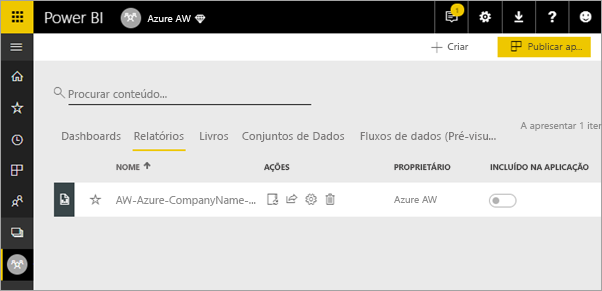 Power BI Azure AW 1
Criar Publicar ap...
Procurar conteúdo...
A apresentar 1 iter
Dashboards Relatórios Livros Conjuntos de Dados Fluxos de dados (Pré-visu...
NOME AÇÕES PROPRIETÁRIO INCLUÍDO NA APLICAÇÃO
AW-Azure-CompanyName-... Azure AW